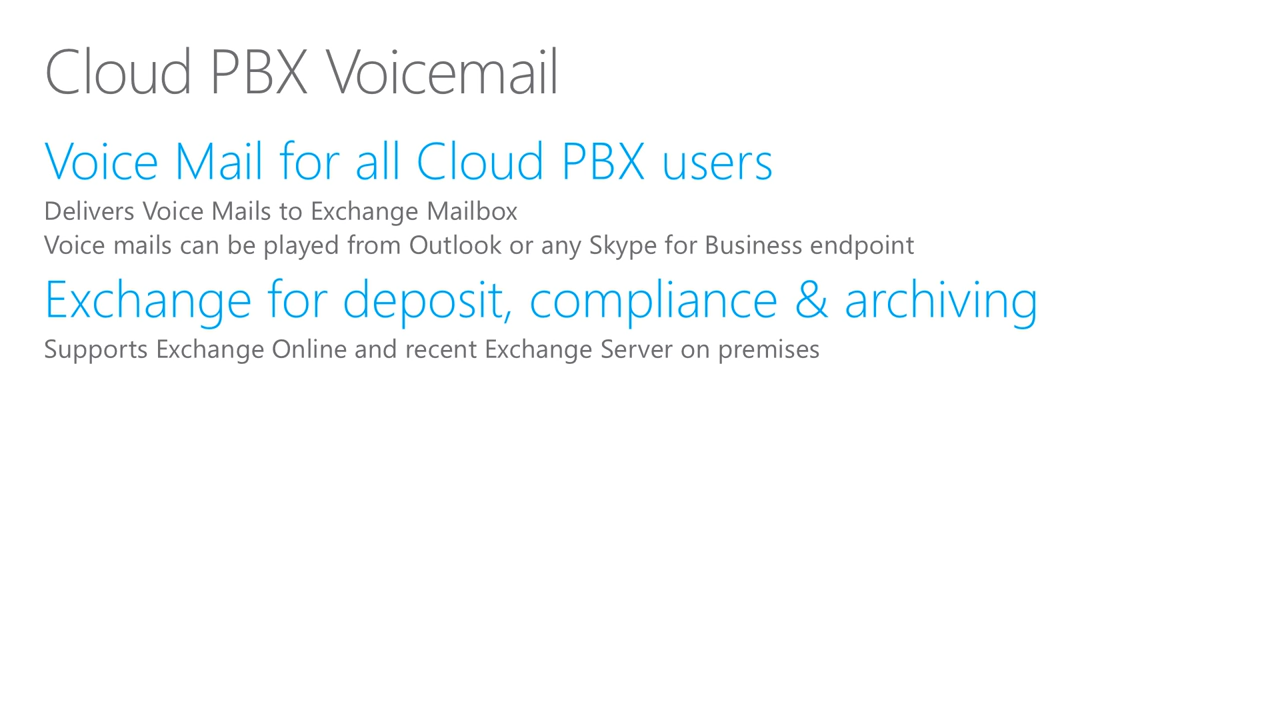 Cloud PBX Voicemail
Voice Mail for all Cloud PBX users
Delivers Voice Mails to Exchange Mailbox
Voice mails can be played from Outlook or any Skype for Business endpoint
Exchange for deposit, compliance & archiving
Supports Exchange Online and recent Exchange Server on premises